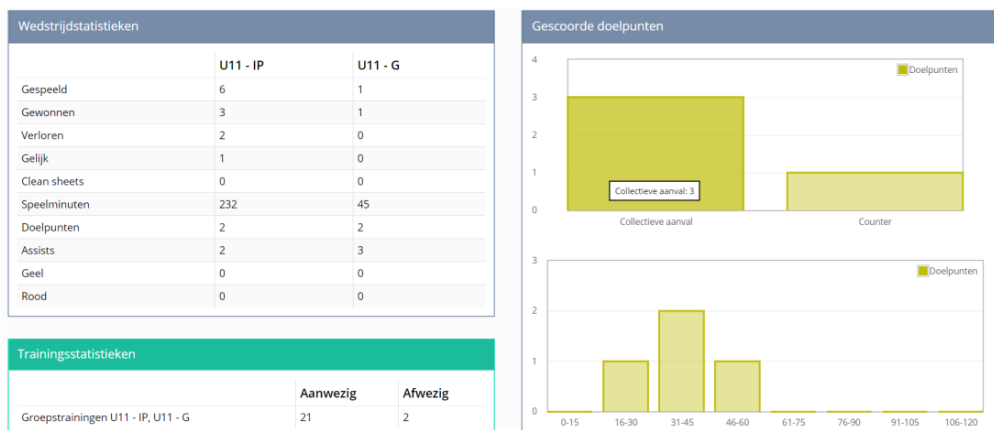 Wedstrijdstatistieken
U11 - IP U11 - G
Gespeeld 6 1
Gewonnen 3 1
Verloren 2 0
Gelijk 1 0
Clean sheets 0 0
Speelminuten 232 45
Doelpunten 2 2
Assists 2 3
Geel 0 0
Rood 0 0
Trainingsstatistieken
Aanwezig Afwezig
Groepstrainingen U11 - IP, U11 - G 21 2
Gescoorde doelpunten
4
Doelpunten
3
2
1
Collectieve aanval: 3
0
Collectieve aanval Counter
3
Doelpunten
2
1
0
0-15 16-30 31-45 46-60 61-75 76-90 91-105 106-120